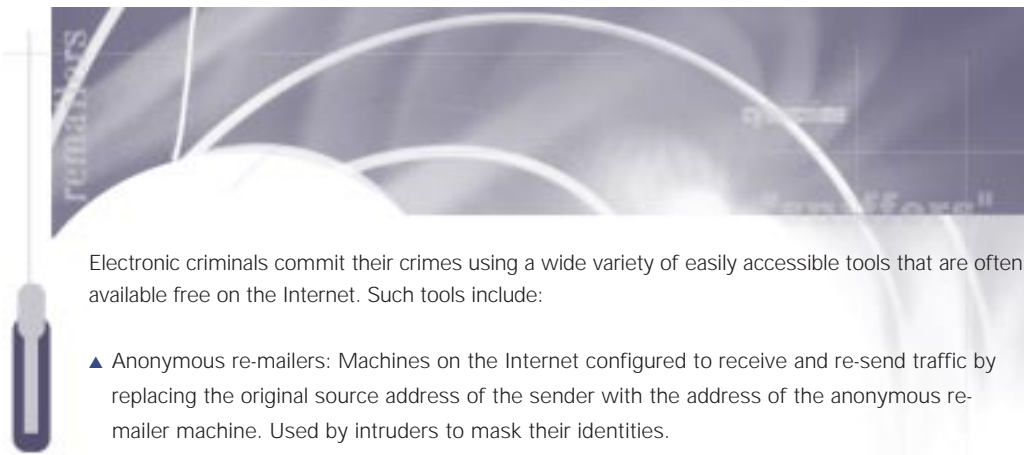 remailers
cybercrime
"sniffers"
Electronic criminals commit their crimes using a wide variety of easily accessible tools that are often
available free on the Internet. Such tools include:
▲ Anonymous re-mailers: Machines on the Internet configured to receive and re-send traffic by
replacing the original source address of the sender with the address of the anonymous re-
mailer machine. Used by intruders to mask their identities.